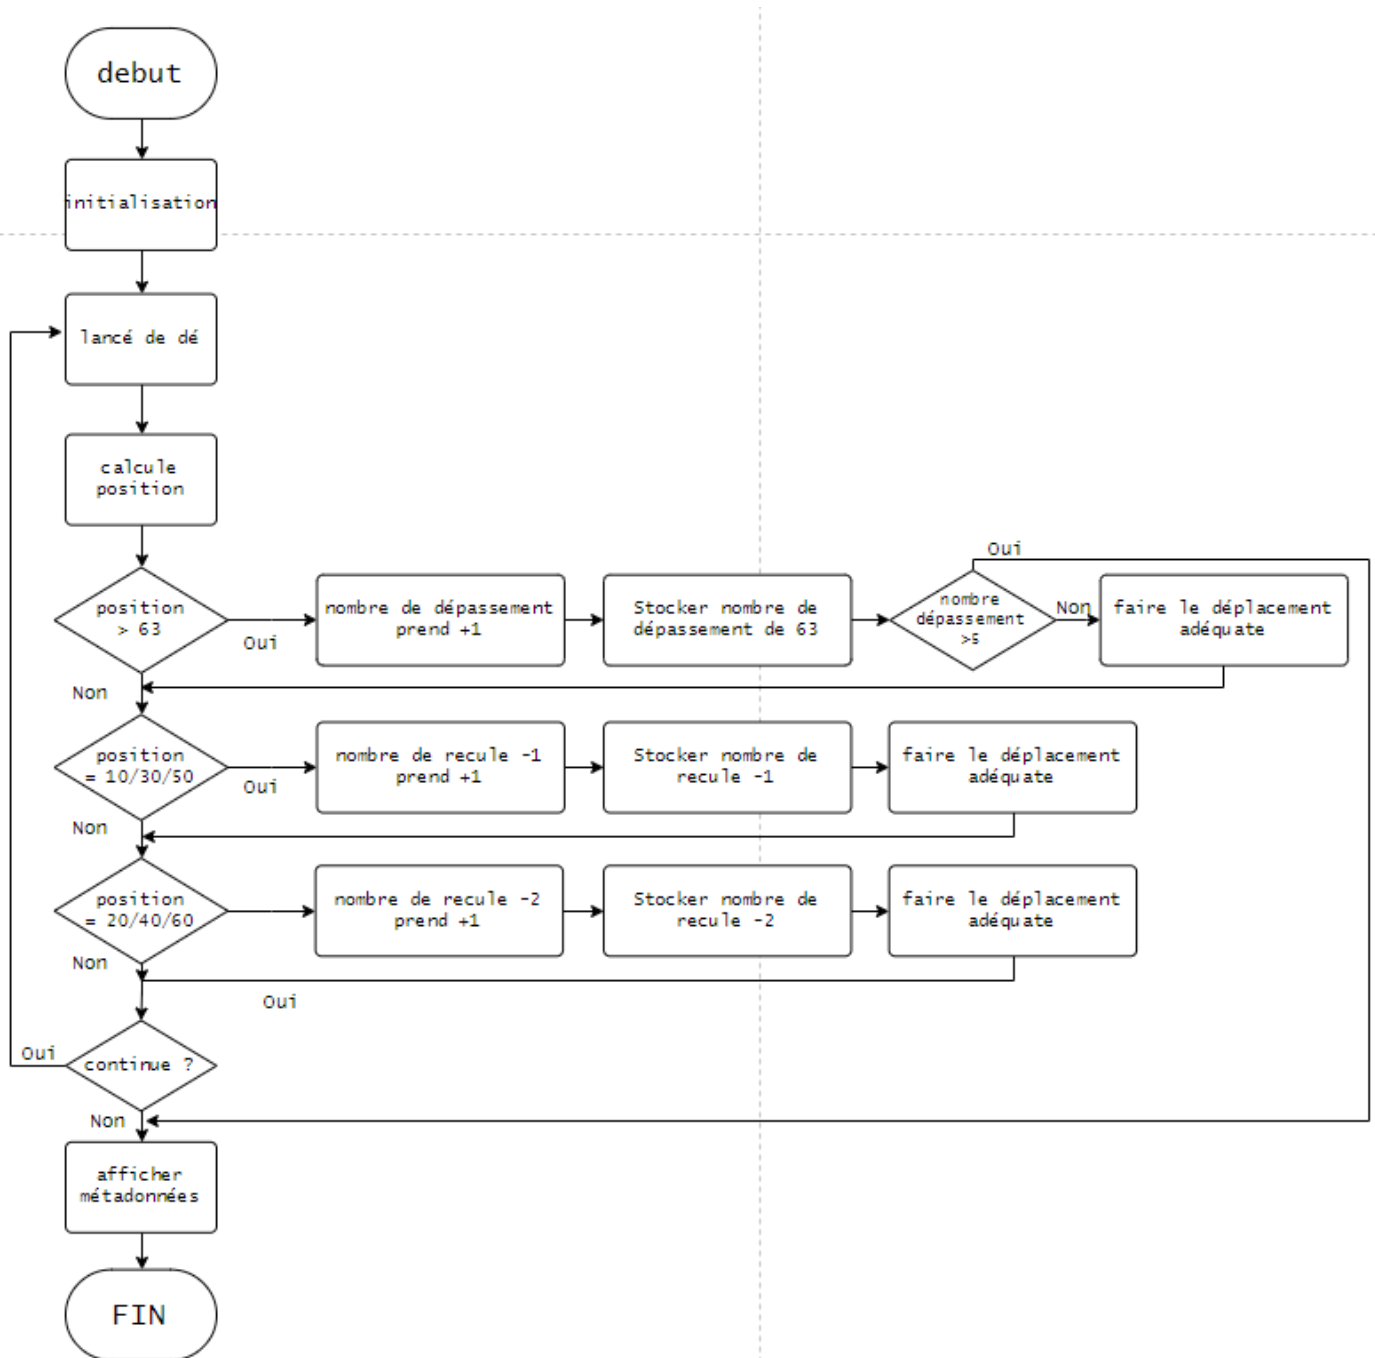 debut
initialisation
lancé de dé
calcule
position
Oui
position
> 63
Oui
nombre de dépassement
prend +1
Stocker nombre de
dépassement de 63
nombre
dépassement
>5
Non
faire le déplacement
adéquate
Non
position
= 10/30/50
Oui
nombre de recule -1
prend +1
Stocker nombre de
recule -1
faire le déplacement
adéquate
Non
position
= 20/40/60
nombre de recule -2
prend +1
Stocker nombre de
recule -2
faire le déplacement
adéquate
Non
Oui
Oui
continue ?
Non
afficher
métadonnées
FIN